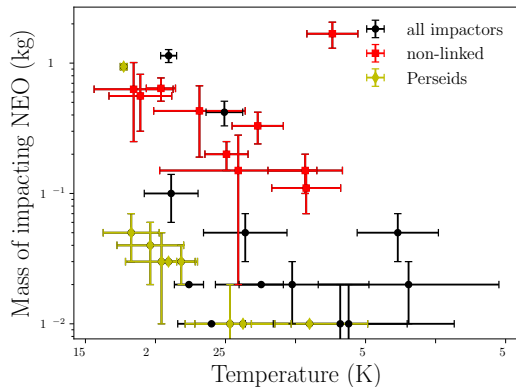 Mass of impacting NEO (kg)
1
10⁻¹
10⁻²
all impactors
non-linked
Perseids
15 2 25 5 5
Temperature (K)